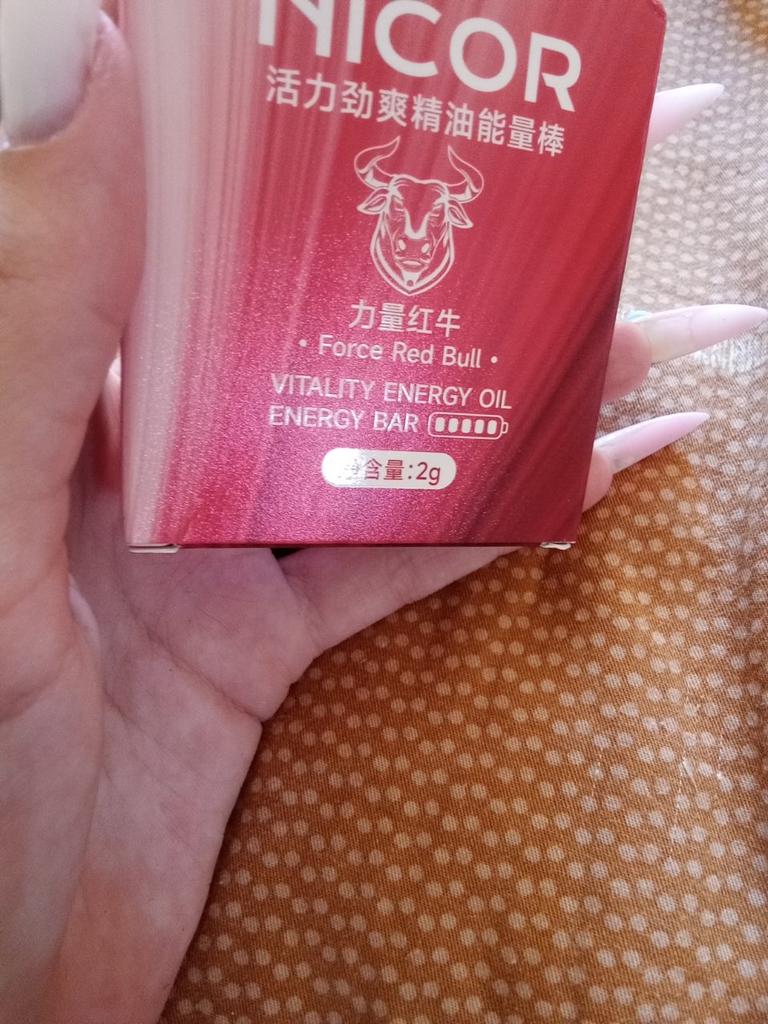 NICOR
活力劲爽精油能量棒
力量红牛
• Force Red Bull •
VITALITY ENERGY OIL
ENERGY BAR
含量:2g